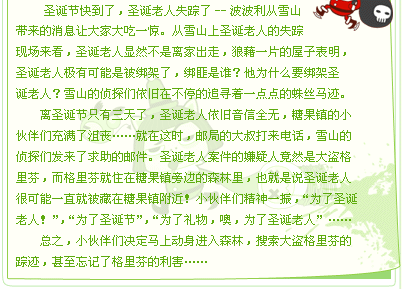 圣诞节快到了，圣诞老人失踪了--波波利从雪山
带来的消息让大家大吃一惊。从雪山上圣诞老人的失踪
现场来看，圣诞老人显然不是离家出走，狼藉一片的屋子表明，
圣诞老人极有可能是被绑架了，绑匪是谁？他为什么要绑架圣
诞老人？雪山的侦探们依旧在不停的追寻着一点点的蛛丝马迹。
离圣诞节只有三天了，圣诞老人依旧音信全无，糖果镇的小
伙伴们充满了沮丧……就在这时，邮局的大叔打来电话，雪山的
侦探们发来了求助的邮件。圣诞老人案件的嫌疑人竟然是大盗格
里芬，而格里芬就住在糖果镇旁边的森林里，也就是说圣诞老人
很可能一直就被藏在糖果镇附近！小伙伴们精神一振，“为了圣诞
老人！”，“为了圣诞节”，“为了礼物，噢，为了圣诞老人”……
总之，小伙伴们决定马上动身进入森林，搜索大盗格里芬的
踪迹，甚至忘记了格里芬的利害……